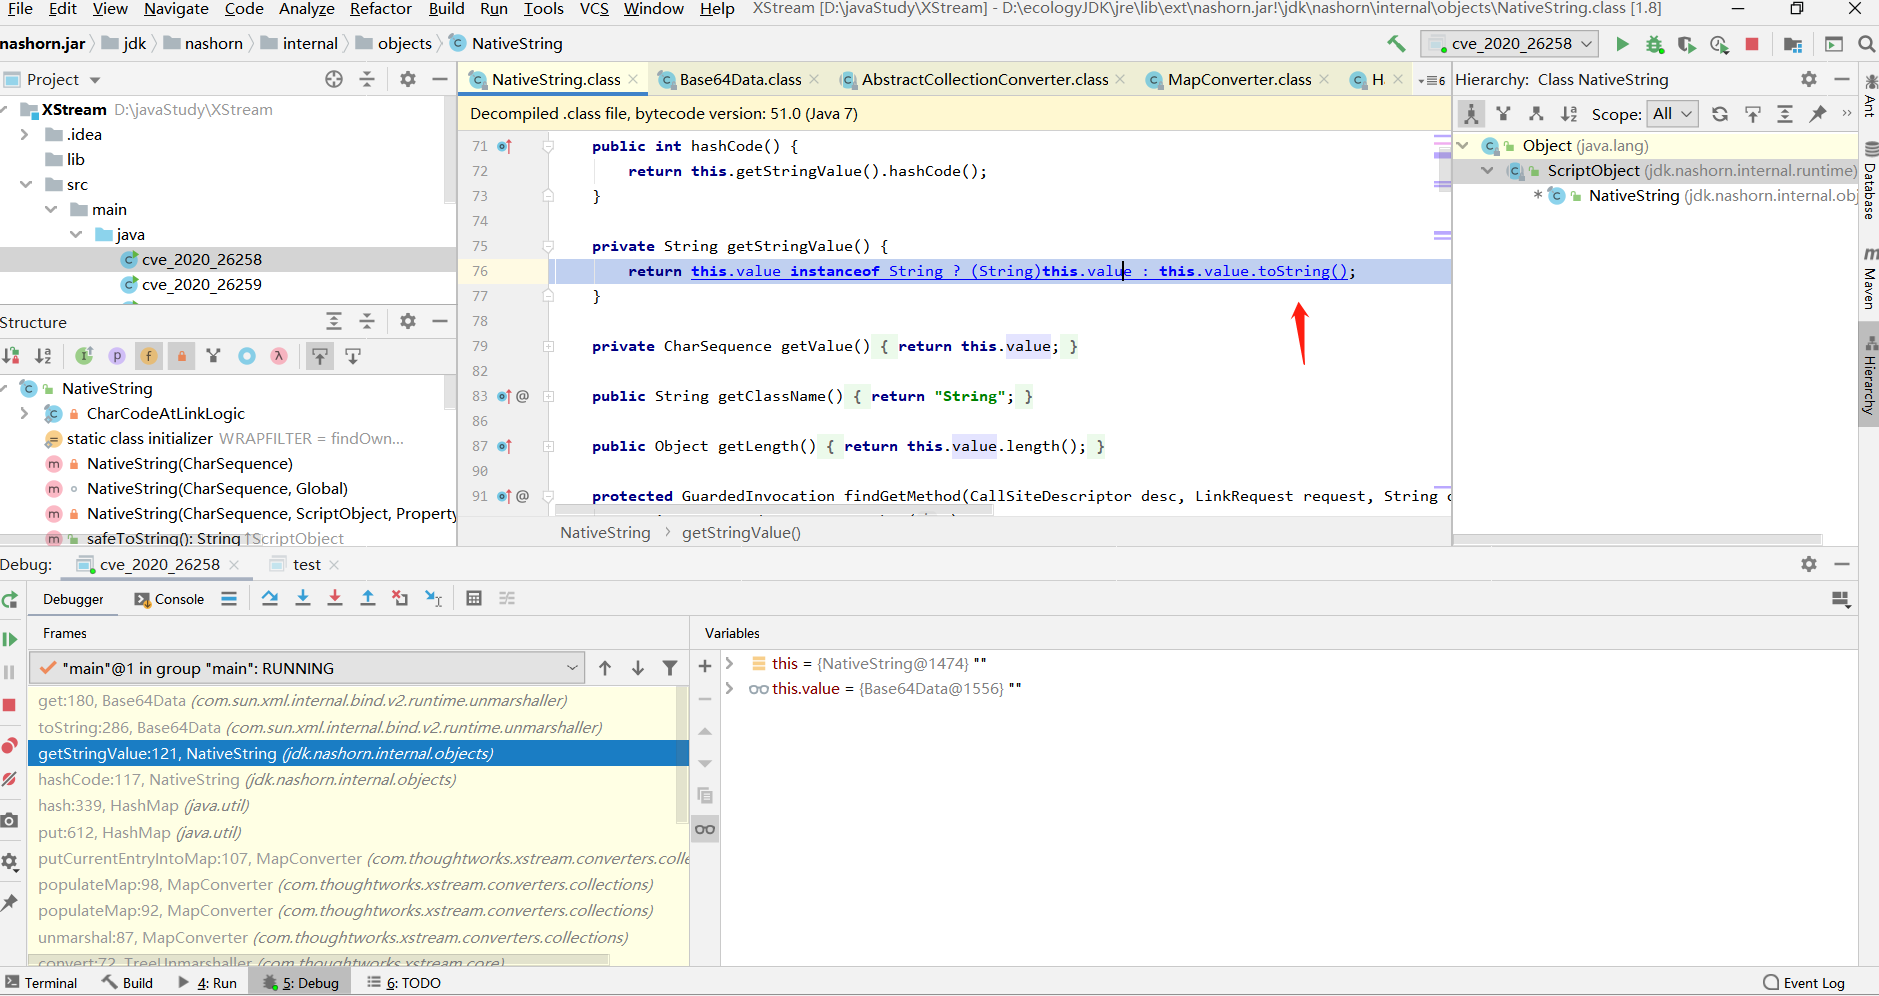 File Edit View Navigate Code Analyze Refactor Build Run Tools VCS Window Help XStream [D:\javaStudy\XStream] - D:\ecologyJDK\jre\lib\ext\nashorn.jar!\jdk\nashorn\internal\objects\NativeString.class [1.8]
nashorn.jar jdk nashorn internal objects NativeString cve_2020_26258
Project
NativeString.class Base64Data.class AbstractCollectionConverter.class MapConverter.class H 6
Hierarchy: Class NativeString
XStream D:\javaStudy\XStream
.idea
lib
src
main
java
cve_2020_26258
cve_2020_26259
Decompiled .class file, bytecode version: 51.0 (Java 7)
71 public int hashCode() {
72 return this.getStringValue().hashCode();
73 }
74
75 private String getStringValue() {
76 return this.value instanceof String ? (String)this.value : this.value.toString();
77 }
78
79 private CharSequence getValue() { return this.value; }
82
83 @ public String getClassName() { return "String"; }
86
87 public Object getLength() { return this.value.length(); }
90
91 @ protected GuardedInvocation findGetMethod(CallSiteDescriptor desc, LinkRequest request, String o
NativeString getStringValue()
Scope: All
Object (java.lang)
ScriptObject (jdk.nashorn.internal.runtime)
* NativeString (jdk.nashorn.internal.obj
Ant
Database
Maven
Hierarchy
Structure
NativeString
CharCodeAtLinkLogic
static class initializer WRAPFILTER = findOwn...
NativeString(CharSequence)
NativeString(CharSequence, Global)
NativeString(CharSequence, ScriptObject, Property
safeToString(): String ↑ScriptObject
Debug: cve_2020_26258 test
Debugger Console
Frames
Variables
"main"@1 in group "main": RUNNING
get:180, Base64Data (com.sun.xml.internal.bind.v2.runtime.unmarshaller)
toString:286, Base64Data (com.sun.xml.internal.bind.v2.runtime.unmarshaller)
getStringValue:121, NativeString (jdk.nashorn.internal.objects)
hashCode:117, NativeString (jdk.nashorn.internal.objects)
hash:339, HashMap (java.util)
put:612, HashMap (java.util)
putCurrentEntryIntoMap:107, MapConverter (com.thoughtworks.xstream.converters.colle
populateMap:98, MapConverter (com.thoughtworks.xstream.converters.collections)
populateMap:92, MapConverter (com.thoughtworks.xstream.converters.collections)
unmarshal:87, MapConverter (com.thoughtworks.xstream.converters.collections)
convert:72, TreeUnmarshaller (com.thoughtworks.xstream.core)
this = {NativeString@1474} ""
this.value = {Base64Data@1556} ""
Terminal Build 4: Run 5: Debug 6: TODO Event Log